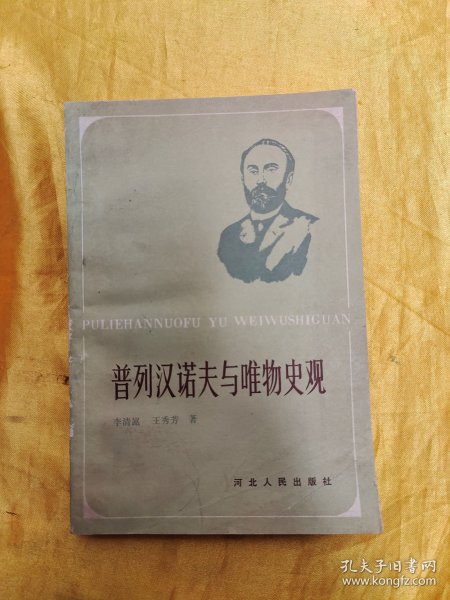 PULIEHANNUOFU YU WEIWUSHIGUAN
普列汉诺夫与唯物史观
李清崑 王秀芳 著
河北人民出版社
孔夫子旧书网
www.kongfz.com